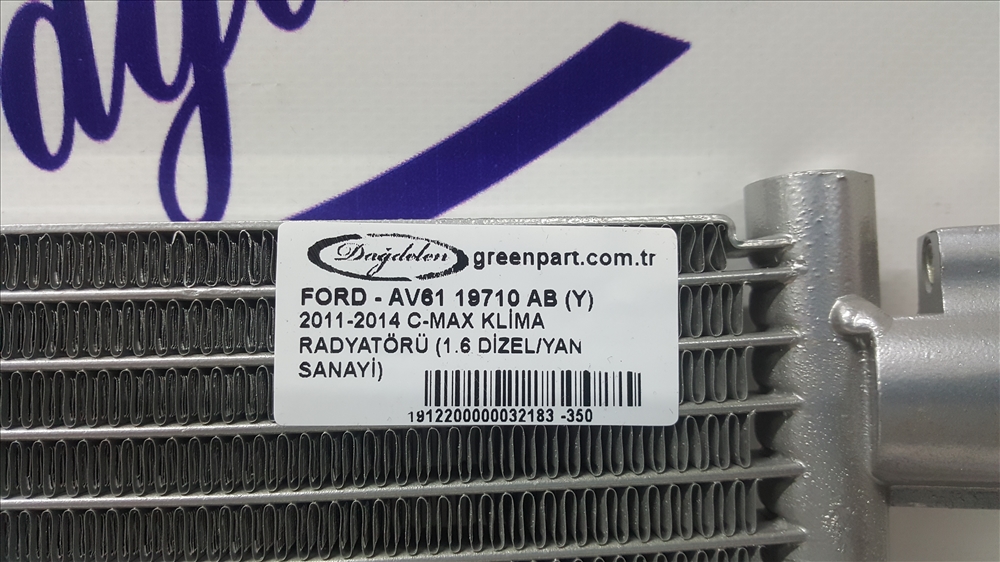 Dağdelen greenpart.com.tr
FORD - AV61 19710 AB (Y)
2011-2014 C-MAX KLİMA
RADYATÖRÜ (1.6 DİZEL/YAN
SANAYİ)
1912200000032183 -350